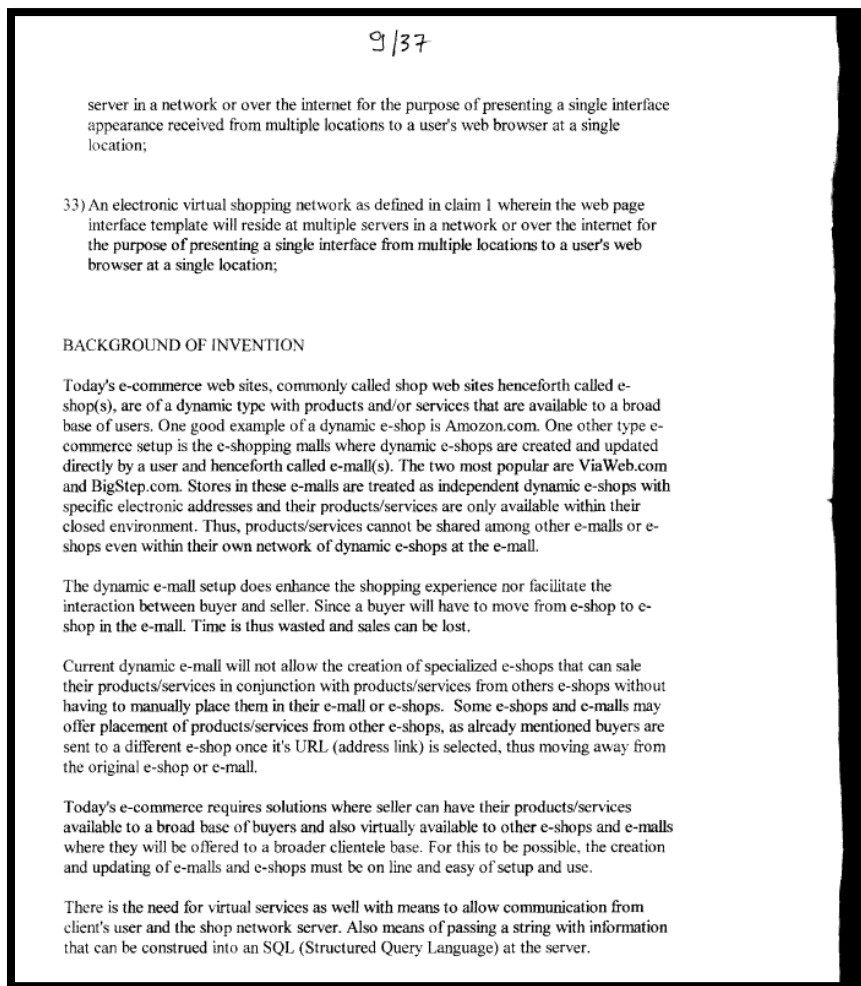 9/37
server in a network or over the internet for the purpose of presenting a single interface
appearance received from multiple locations to a user's web browser at a single
location;
33) An electronic virtual shopping network as defined in claim 1 wherein the web page
interface template will reside at multiple servers in a network or over the internet for
the purpose of presenting a single interface from multiple locations to a user's web
browser at a single location;
BACKGROUND OF INVENTION
Today's e-commerce web sites, commonly called shop web sites henceforth called e-
shop(s), are of a dynamic type with products and/or services that are available to a broad
base of users. One good example of a dynamic e-shop is Amozon.com. One other type e-
commerce setup is the e-shopping malls where dynamic e-shops are created and updated
directly by a user and henceforth called e-mall(s). The two most popular are ViaWeb.com
and BigStep.com. Stores in these e-malls are treated as independent dynamic e-shops with
specific electronic addresses and their products/services are only available within their
closed environment. Thus, products/services cannot be shared among other e-malls or e-
shops even within their own network of dynamic e-shops at the e-mall.
The dynamic e-mall setup does enhance the shopping experience nor facilitate the
interaction between buyer and seller. Since a buyer will have to move from e-shop to e-
shop in the e-mall. Time is thus wasted and sales can be lost.
Current dynamic e-mall will not allow the creation of specialized e-shops that can sale
their products/services in conjunction with products/services from others e-shops without
having to manually place them in their e-mall or e-shops. Some e-shops and e-malls may
offer placement of products/services from other e-shops, as already mentioned buyers are
sent to a different e-shop once it's URL (address link) is selected, thus moving away from
the original e-shop or e-mall.
Today's e-commerce requires solutions where seller can have their products/services
available to a broad base of buyers and also virtually available to other e-shops and e-malls
where they will be offered to a broader clientele base. For this to be possible, the creation
and updating of e-malls and e-shops must be on line and easy of setup and use.
There is the need for virtual services as well with means to allow communication from
client's user and the shop network server. Also means of passing a string with information
that can be construed into an SQL (Structured Query Language) at the server.